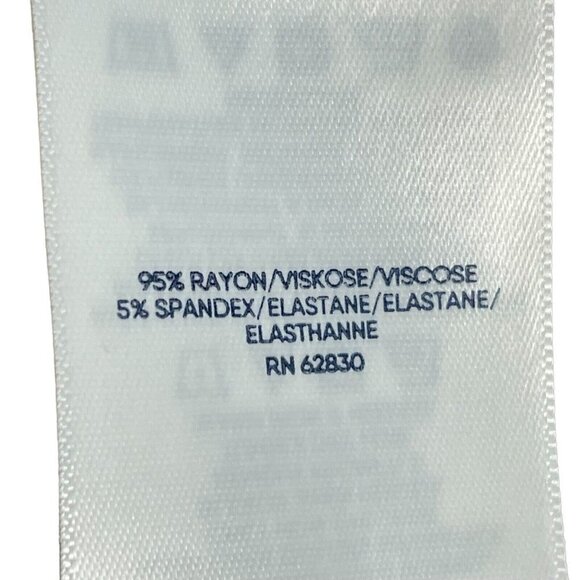 95% RAYON/VISKOSE/VISCOSE
5% SPANDEX/ELASTANE/ELASTANE/
ELASTHANNE
RN 62830